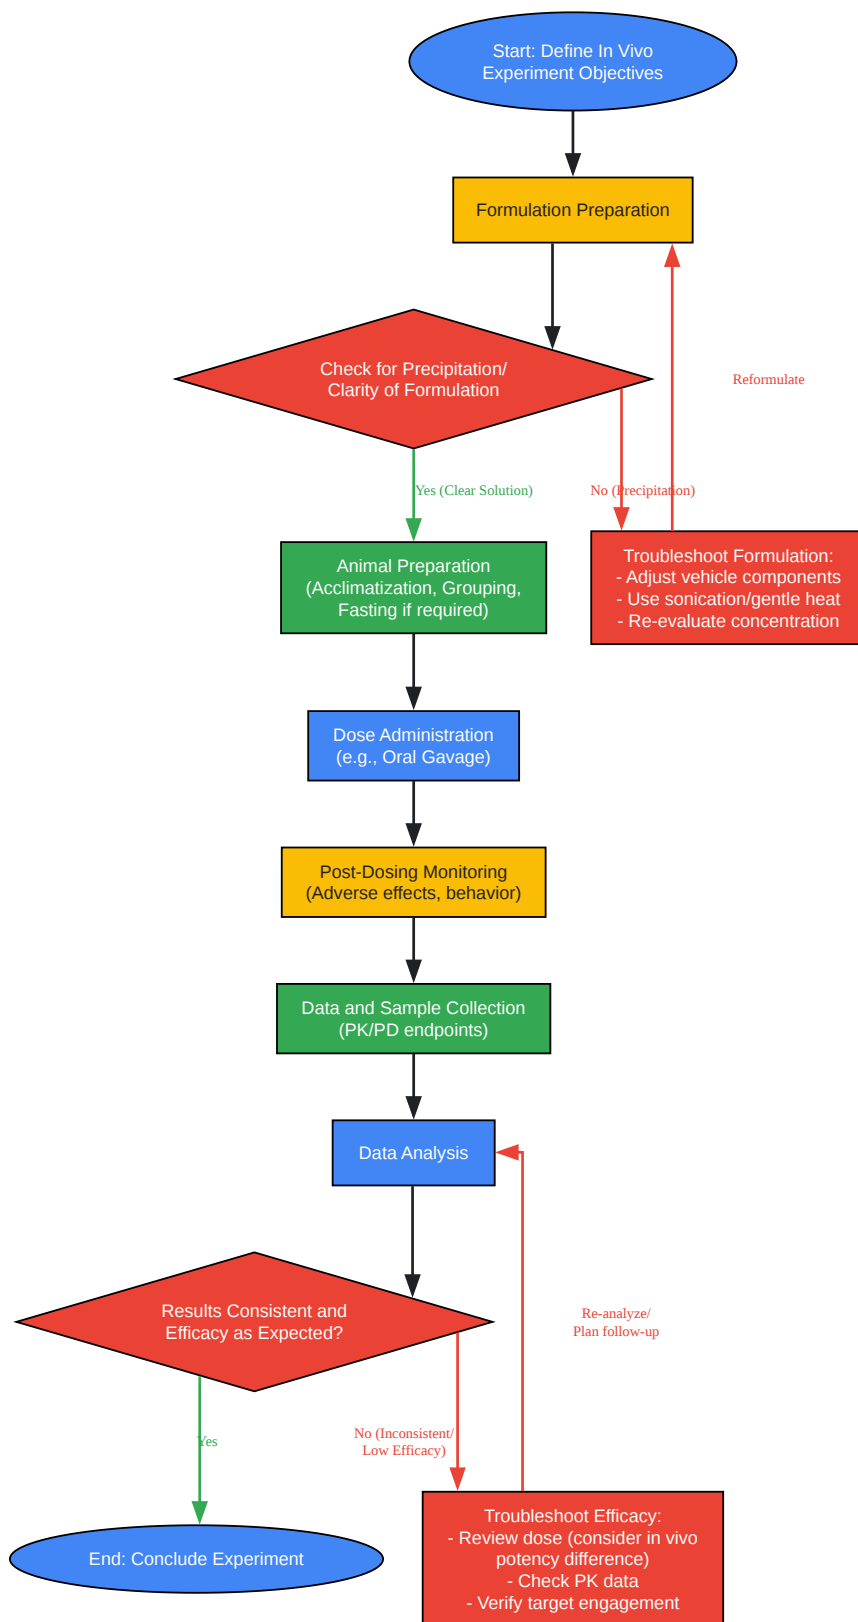 Start: Define In Vivo
Experiment Objectives
Formulation Preparation
Check for Precipitation/
Clarity of Formulation
Reformulate
Yes (Clear Solution)
No (Precipitation)
Animal Preparation
(Acclimatization, Grouping,
Fasting if required)
Troubleshoot Formulation:
- Adjust vehicle components
- Use sonication/gentle heat
- Re-evaluate concentration
Dose Administration
(e.g., Oral Gavage)
Post-Dosing Monitoring
(Adverse effects, behavior)
Data and Sample Collection
(PK/PD endpoints)
Data Analysis
Results Consistent and
Efficacy as Expected?
Re-analyze/
Plan follow-up
Yes
No (Inconsistent/
Low Efficacy)
End: Conclude Experiment
Troubleshoot Efficacy:
- Review dose (consider in vivo
potency difference)
- Check PK data
- Verify target engagement